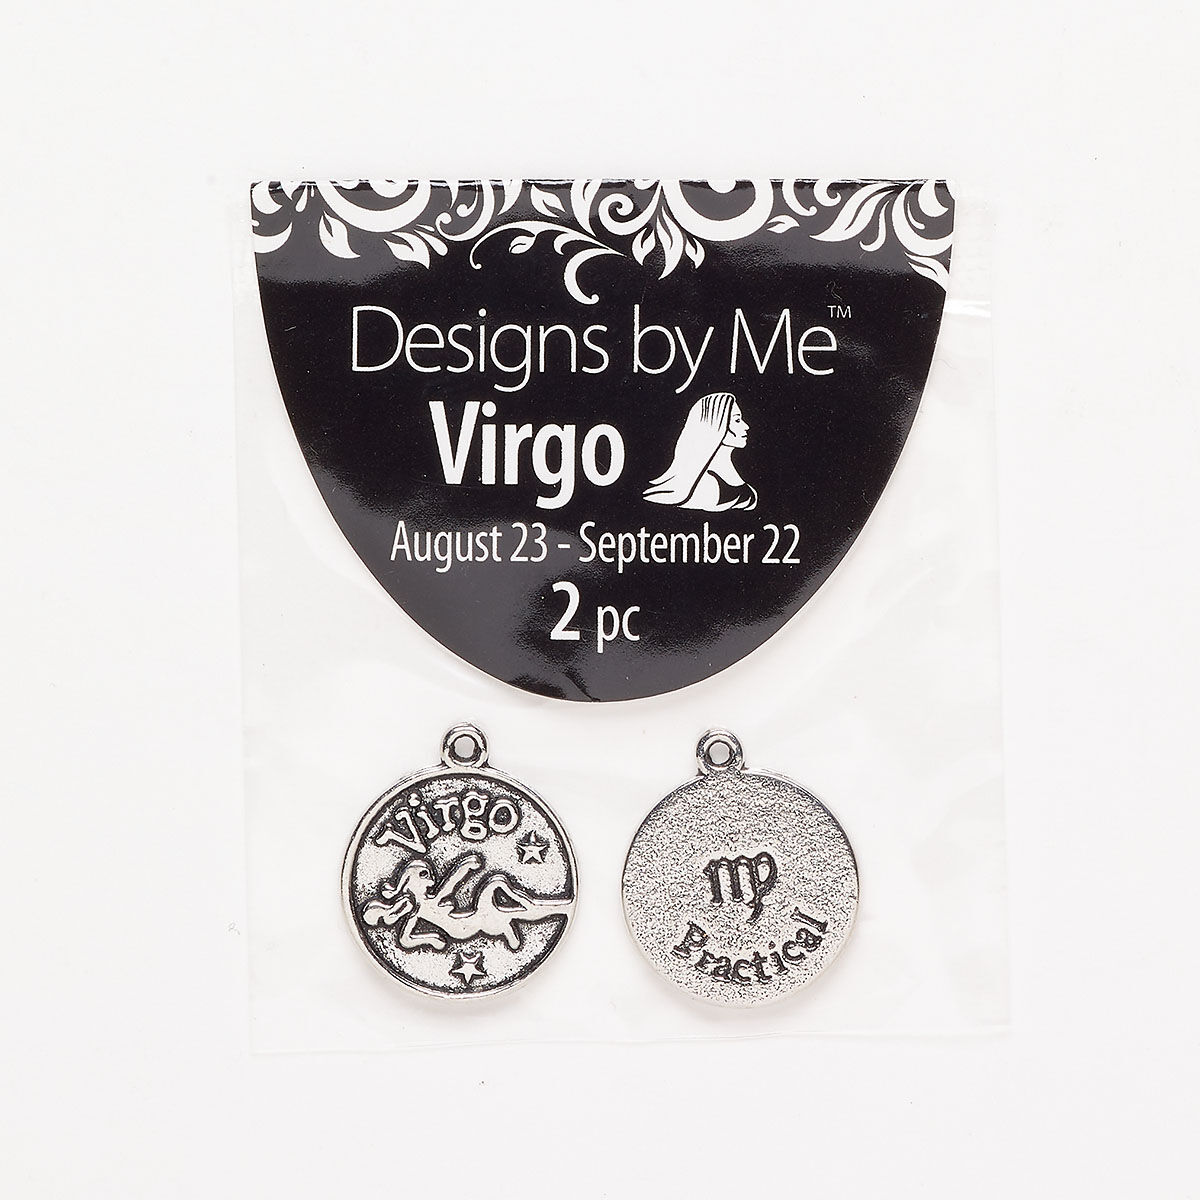 Designs by Me™
Virgo
August 23 - September 22
2 pc
Virgo
♍
Practical